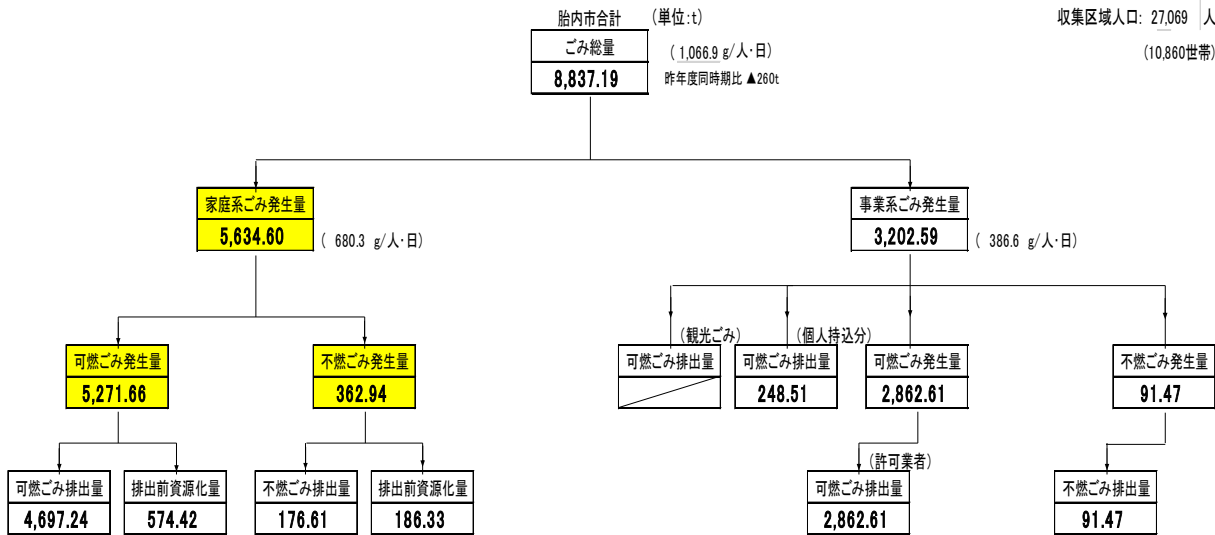 胎内市合計 (単位:t)
収集区域人口: 27,069 人
ごみ総量
(1,066.9 g/人・日)
(10,860世帯)
8,837.19
昨年度同時期比 ▲260t
家庭系ごみ発生量
5,634.60
( 680.3 g/人・日)
事業系ごみ発生量
3,202.59
( 386.6 g/人・日)
(観光ごみ)
(個人持込分)
可燃ごみ発生量
5,271.66
不燃ごみ発生量
362.94
可燃ごみ排出量
可燃ごみ排出量
248.51
可燃ごみ発生量
2,862.61
不燃ごみ発生量
91.47
(許可業者)
可燃ごみ排出量
4,697.24
排出前資源化量
574.42
不燃ごみ排出量
176.61
排出前資源化量
186.33
可燃ごみ排出量
2,862.61
不燃ごみ排出量
91.47